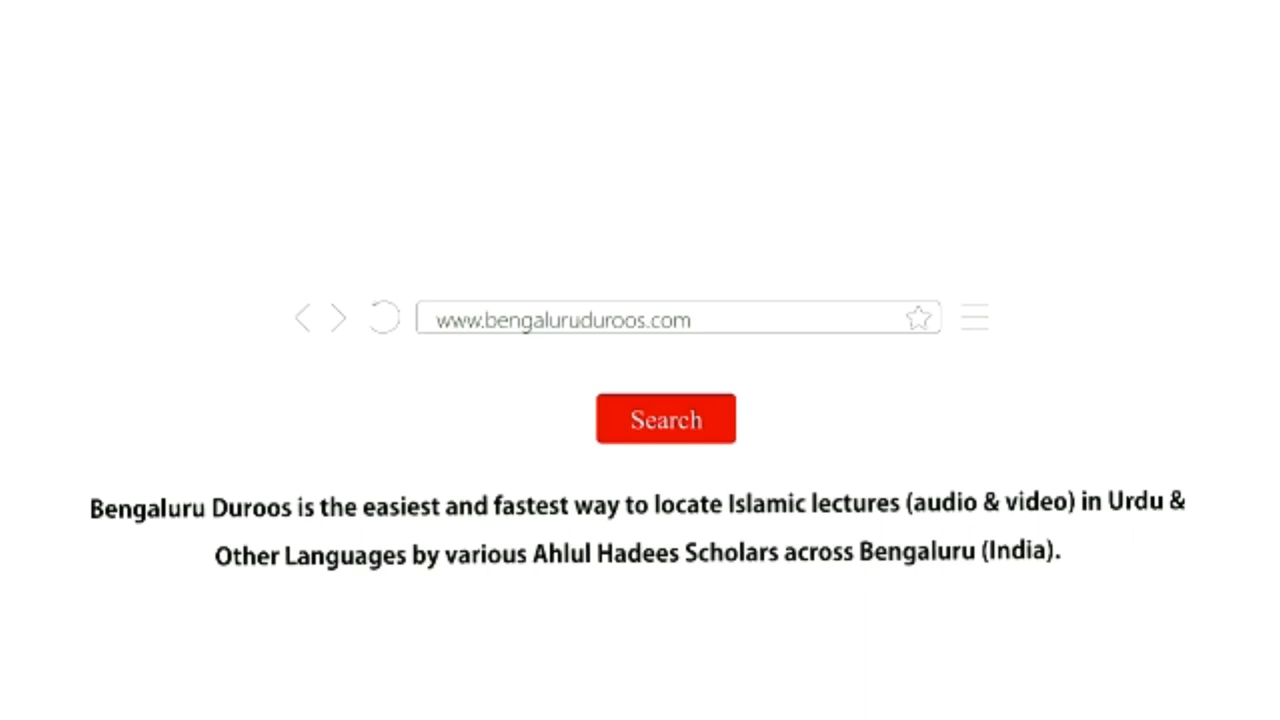 www.bengaluruduroos.com
Search
Bengaluru Duroos is the easiest and fastest way to locate Islamic lectures (audio & video) in Urdu &
Other Languages by various Ahlul Hadees Scholars across Bengaluru (India).